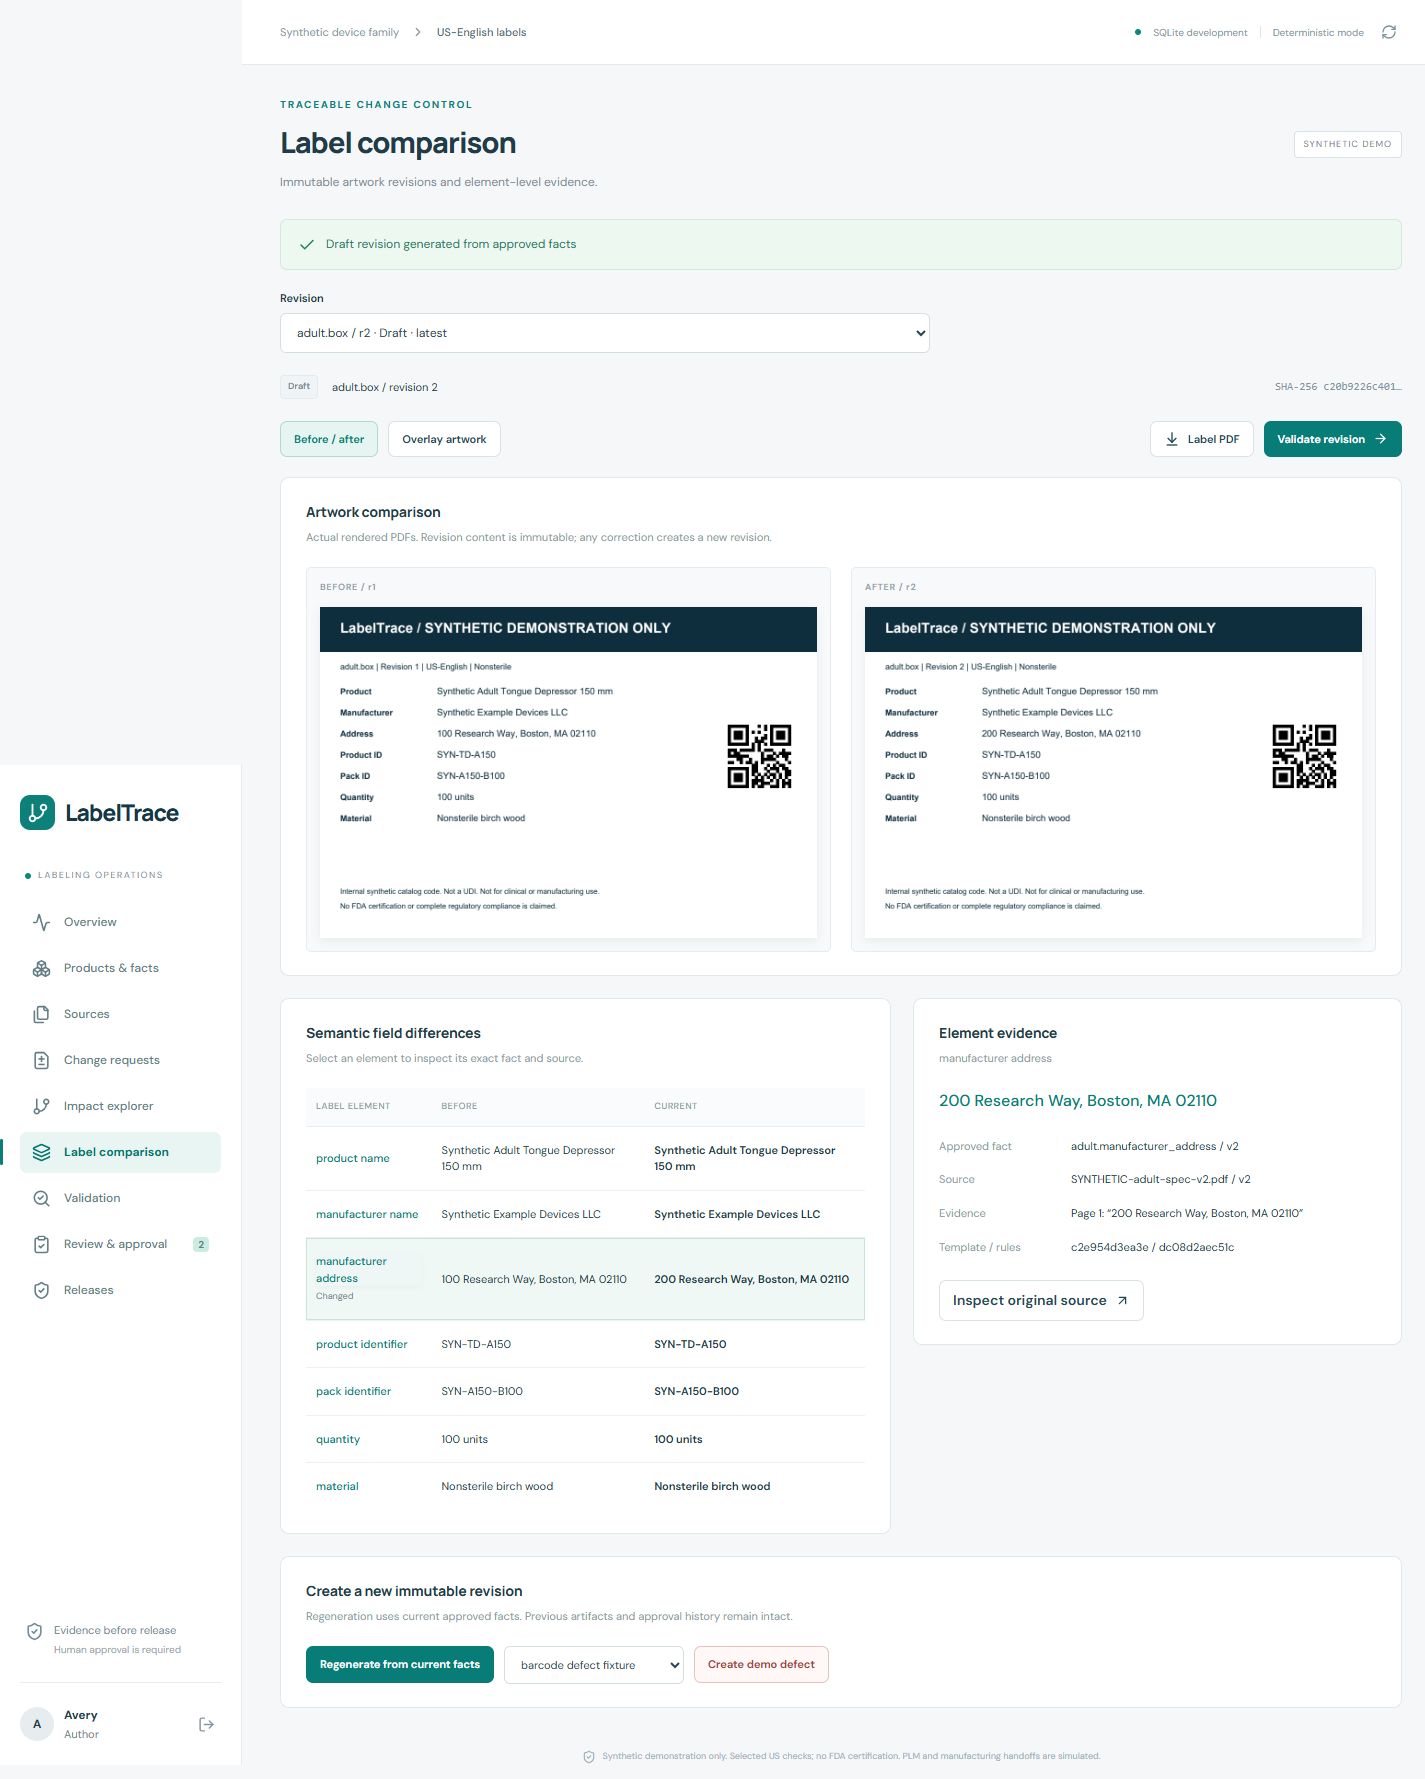 Synthetic device family
US-English labels
SQLite development
Deterministic mode
TRACEABLE CHANGE CONTROL
Label comparison
SYNTHETIC DEMO
Immutable artwork revisions and element-level evidence.
Draft revision generated from approved facts
Revision
adult.box / r2 · Draft · latest
Draft
adult.box / revision 2
SHA-256 c20b9226c401…
Before / after
Overlay artwork
Label PDF
Validate revision
Artwork comparison
Actual rendered PDFs. Revision content is immutable; any correction creates a new revision.
BEFORE / r1
LabelTrace / SYNTHETIC DEMONSTRATION ONLY
adult.box | Revision 1 | US-English | Nonsterile
Product Synthetic Adult Tongue Depressor 150 mm
Manufacturer Synthetic Example Devices LLC
Address 100 Research Way, Boston, MA 02110
Product ID SYN-TD-A150
Pack ID SYN-A150-B100
Quantity 100 units
Material Nonsterile birch wood
Internal synthetic catalog code. Not a UDI. Not for clinical or manufacturing use.
No FDA certification or complete regulatory compliance is claimed.
AFTER / r2
LabelTrace / SYNTHETIC DEMONSTRATION ONLY
adult.box | Revision 2 | US-English | Nonsterile
Product Synthetic Adult Tongue Depressor 150 mm
Manufacturer Synthetic Example Devices LLC
Address 200 Research Way, Boston, MA 02110
Product ID SYN-TD-A150
Pack ID SYN-A150-B100
Quantity 100 units
Material Nonsterile birch wood
Internal synthetic catalog code. Not a UDI. Not for clinical or manufacturing use.
No FDA certification or complete regulatory compliance is claimed.
LabelTrace
LABELING OPERATIONS
Overview
Products & facts
Sources
Change requests
Impact explorer
Label comparison
Validation
Review & approval 2
Releases
Evidence before release
Human approval is required
A
Avery
Author
Semantic field differences
Select an element to inspect its exact fact and source.
LABEL ELEMENT BEFORE CURRENT
product name
Synthetic Adult Tongue Depressor
150 mm
Synthetic Adult Tongue Depressor
150 mm
manufacturer name Synthetic Example Devices LLC Synthetic Example Devices LLC
manufacturer
address
Changed
100 Research Way, Boston, MA 02110 200 Research Way, Boston, MA 02110
product identifier SYN-TD-A150 SYN-TD-A150
pack identifier SYN-A150-B100 SYN-A150-B100
quantity 100 units 100 units
material Nonsterile birch wood Nonsterile birch wood
Element evidence
manufacturer address
200 Research Way, Boston, MA 02110
Approved fact adult.manufacturer_address / v2
Source SYNTHETIC-adult-spec-v2.pdf / v2
Evidence Page 1: “200 Research Way, Boston, MA 02110”
Template / rules c2e954d3ea3e / dc08d2aec51c
Inspect original source
Create a new immutable revision
Regeneration uses current approved facts. Previous artifacts and approval history remain intact.
Regenerate from current facts
barcode defect fixture
Create demo defect
Synthetic demonstration only. Selected US checks; no FDA certification. PLM and manufacturing handoffs are simulated.